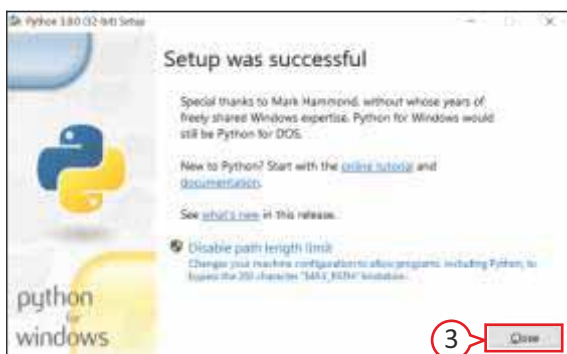 Python 3.8.0 (32-bit) Setup
Setup was successful
Special thanks to Mark Hammond, without whose years of
freely shared Windows expertise, Python for Windows would
still be Python for DOS.
New to Python? Start with the online tutorial and
documentation.
See what's new in this release.
Disable path length limit
Changes your machine configuration to allow programs, including Python, to
bypass the 260 character "MAX_PATH" limitation.
python
for
windows
3
Close